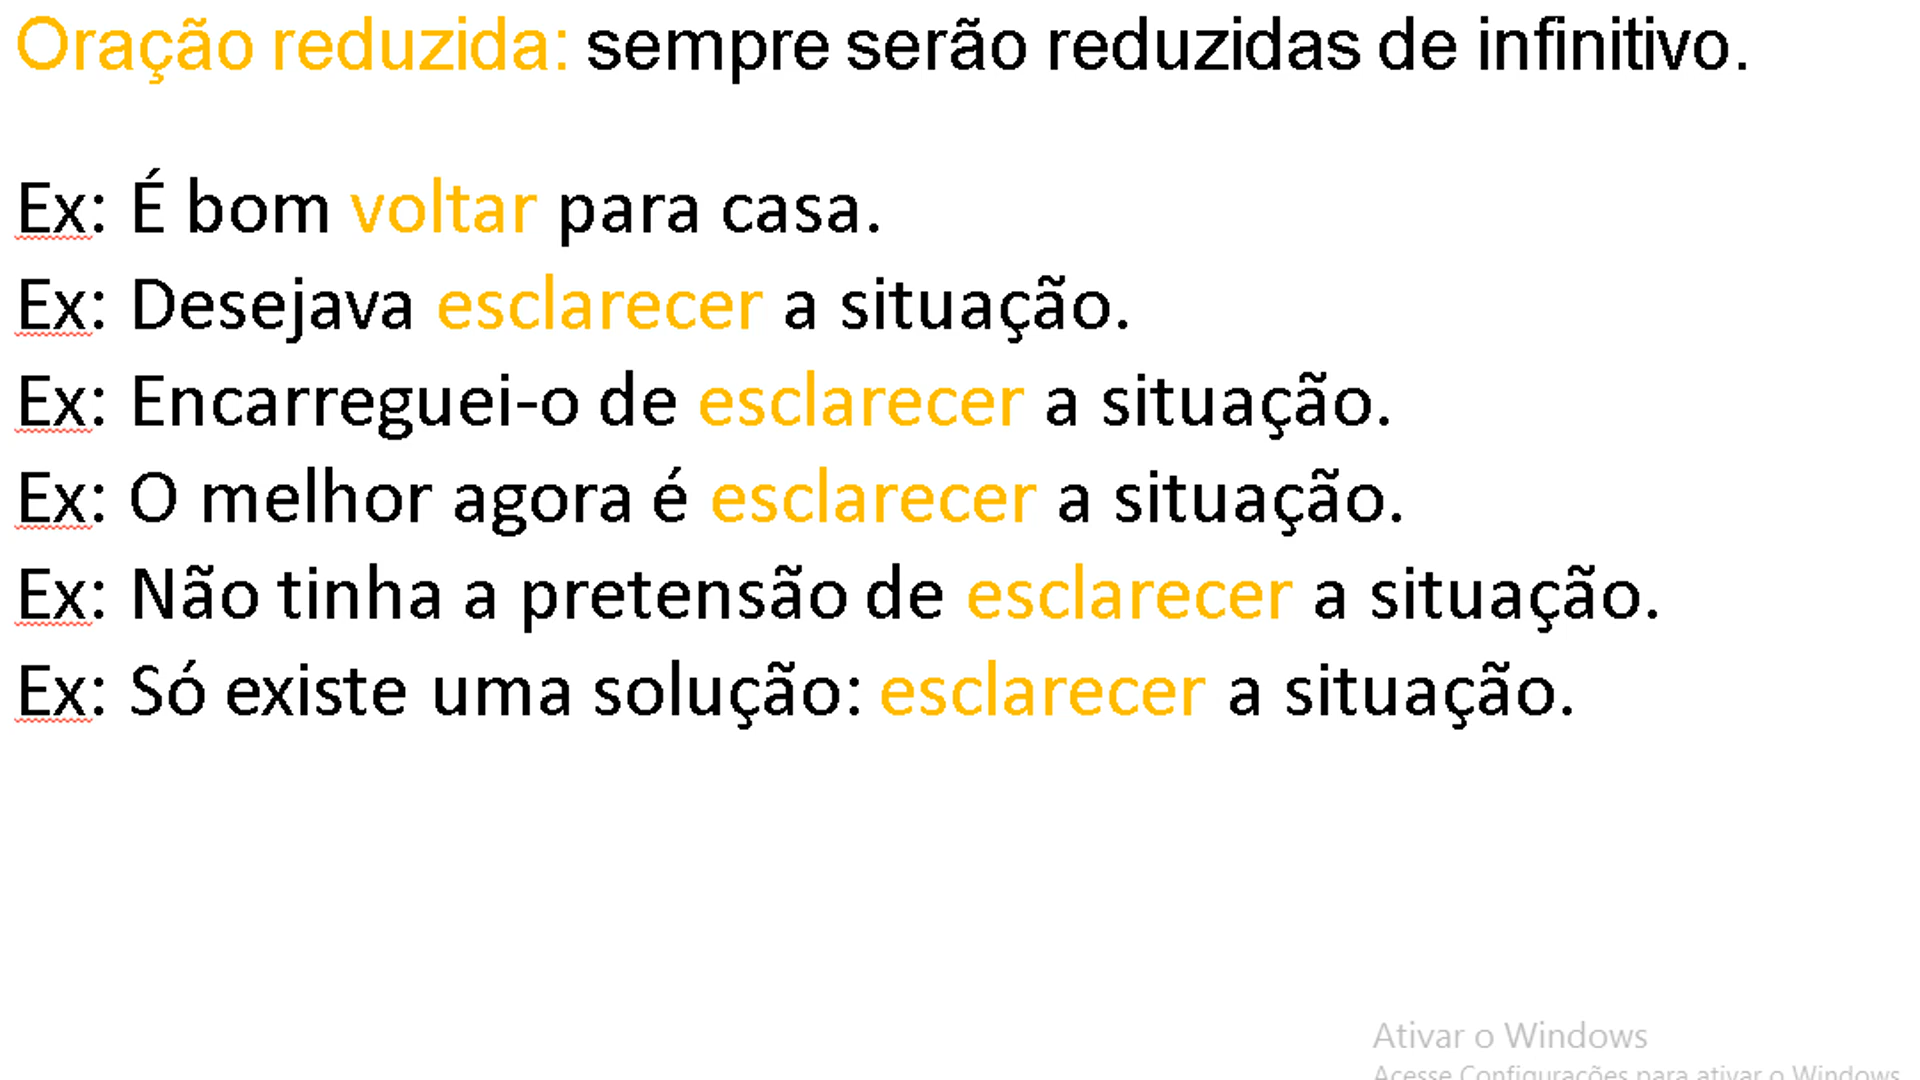 Oração reduzida: sempre serão reduzidas de infinitivo.
Ex: É bom voltar para casa.
Ex: Desejava esclarecer a situação.
Ex: Encarreguei-o de esclarecer a situação.
Ex: O melhor agora é esclarecer a situação.
Ex: Não tinha a pretensão de esclarecer a situação.
Ex: Só existe uma solução: esclarecer a situação.
Ativar o Windows
Acesse Configurações para ativar o Windows